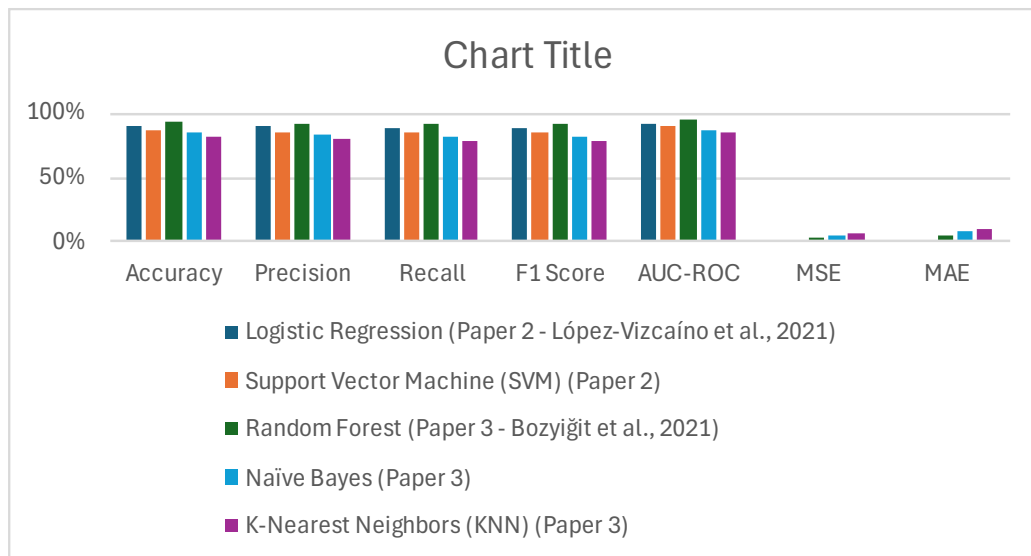 Chart Title
100%
50%
0%
Accuracy Precision Recall F1 Score AUC-ROC MSE MAE
Logistic Regression (Paper 2 - López-Vizcaíno et al., 2021)
Support Vector Machine (SVM) (Paper 2)
Random Forest (Paper 3 - Bozyiğit et al., 2021)
Naïve Bayes (Paper 3)
K-Nearest Neighbors (KNN) (Paper 3)